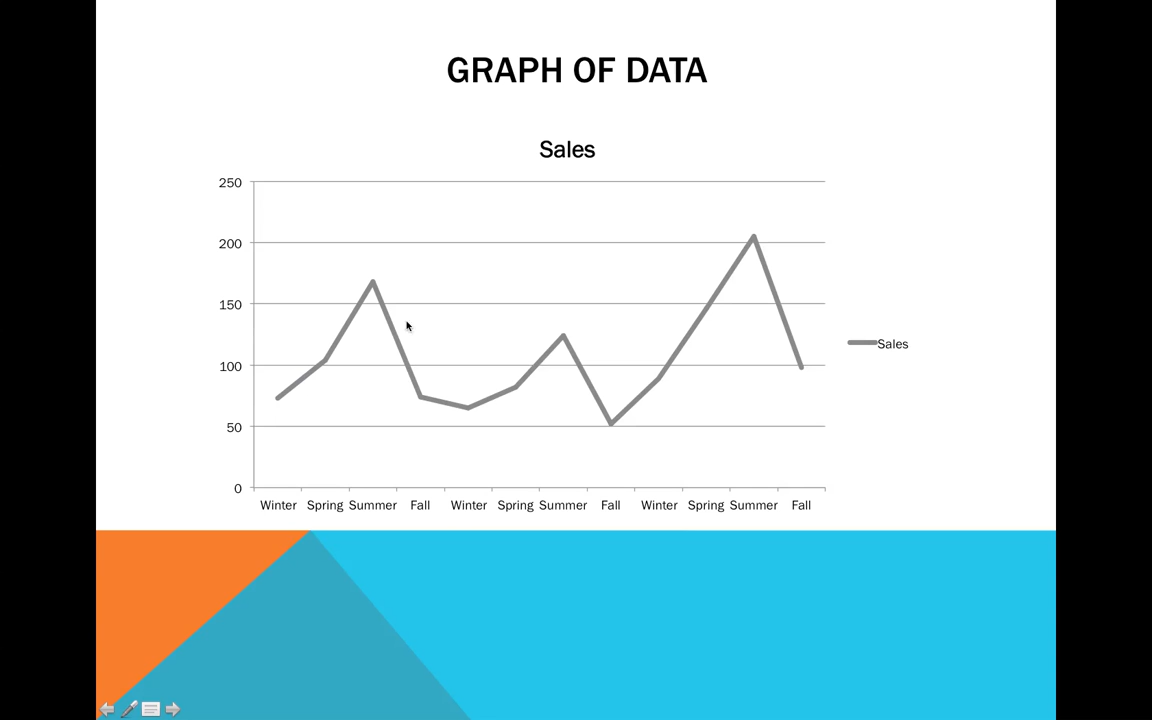 GRAPH OF DATA
Sales
250
200
150
100
50
0
Winter Spring Summer Fall Winter Spring Summer Fall Winter Spring Summer Fall
Sales